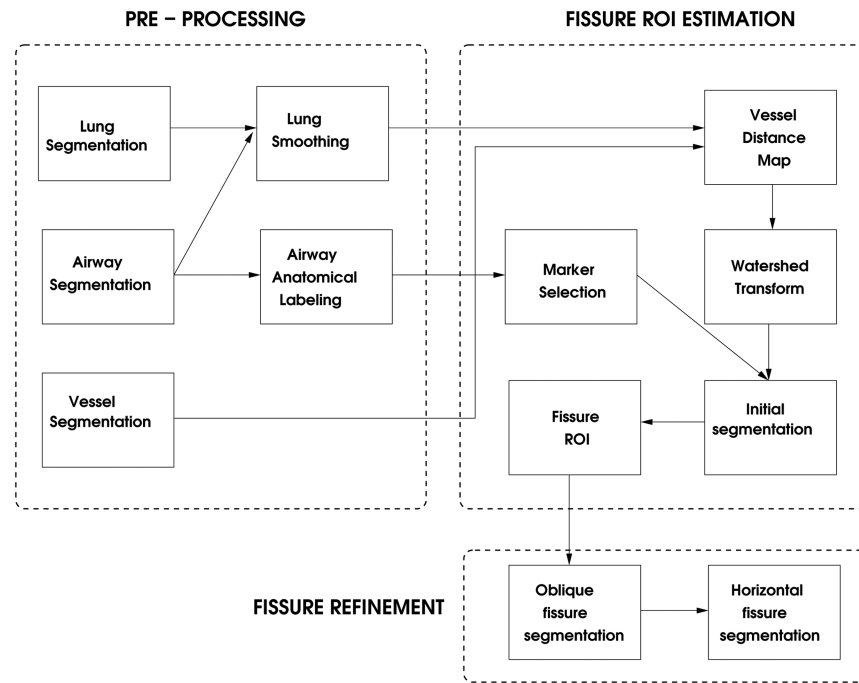 PRE – PROCESSING
FISSURE ROI ESTIMATION
Lung
Segmentation
Lung
Smoothing
Vessel
Distance
Map
Airway
Segmentation
Airway
Anatomical
Labeling
Marker
Selection
Watershed
Transform
Vessel
Segmentation
Fissure
ROI
Initial
segmentation
FISSURE REFINEMENT
Oblique
fissure
segmentation
Horizontal
fissure
segmentation